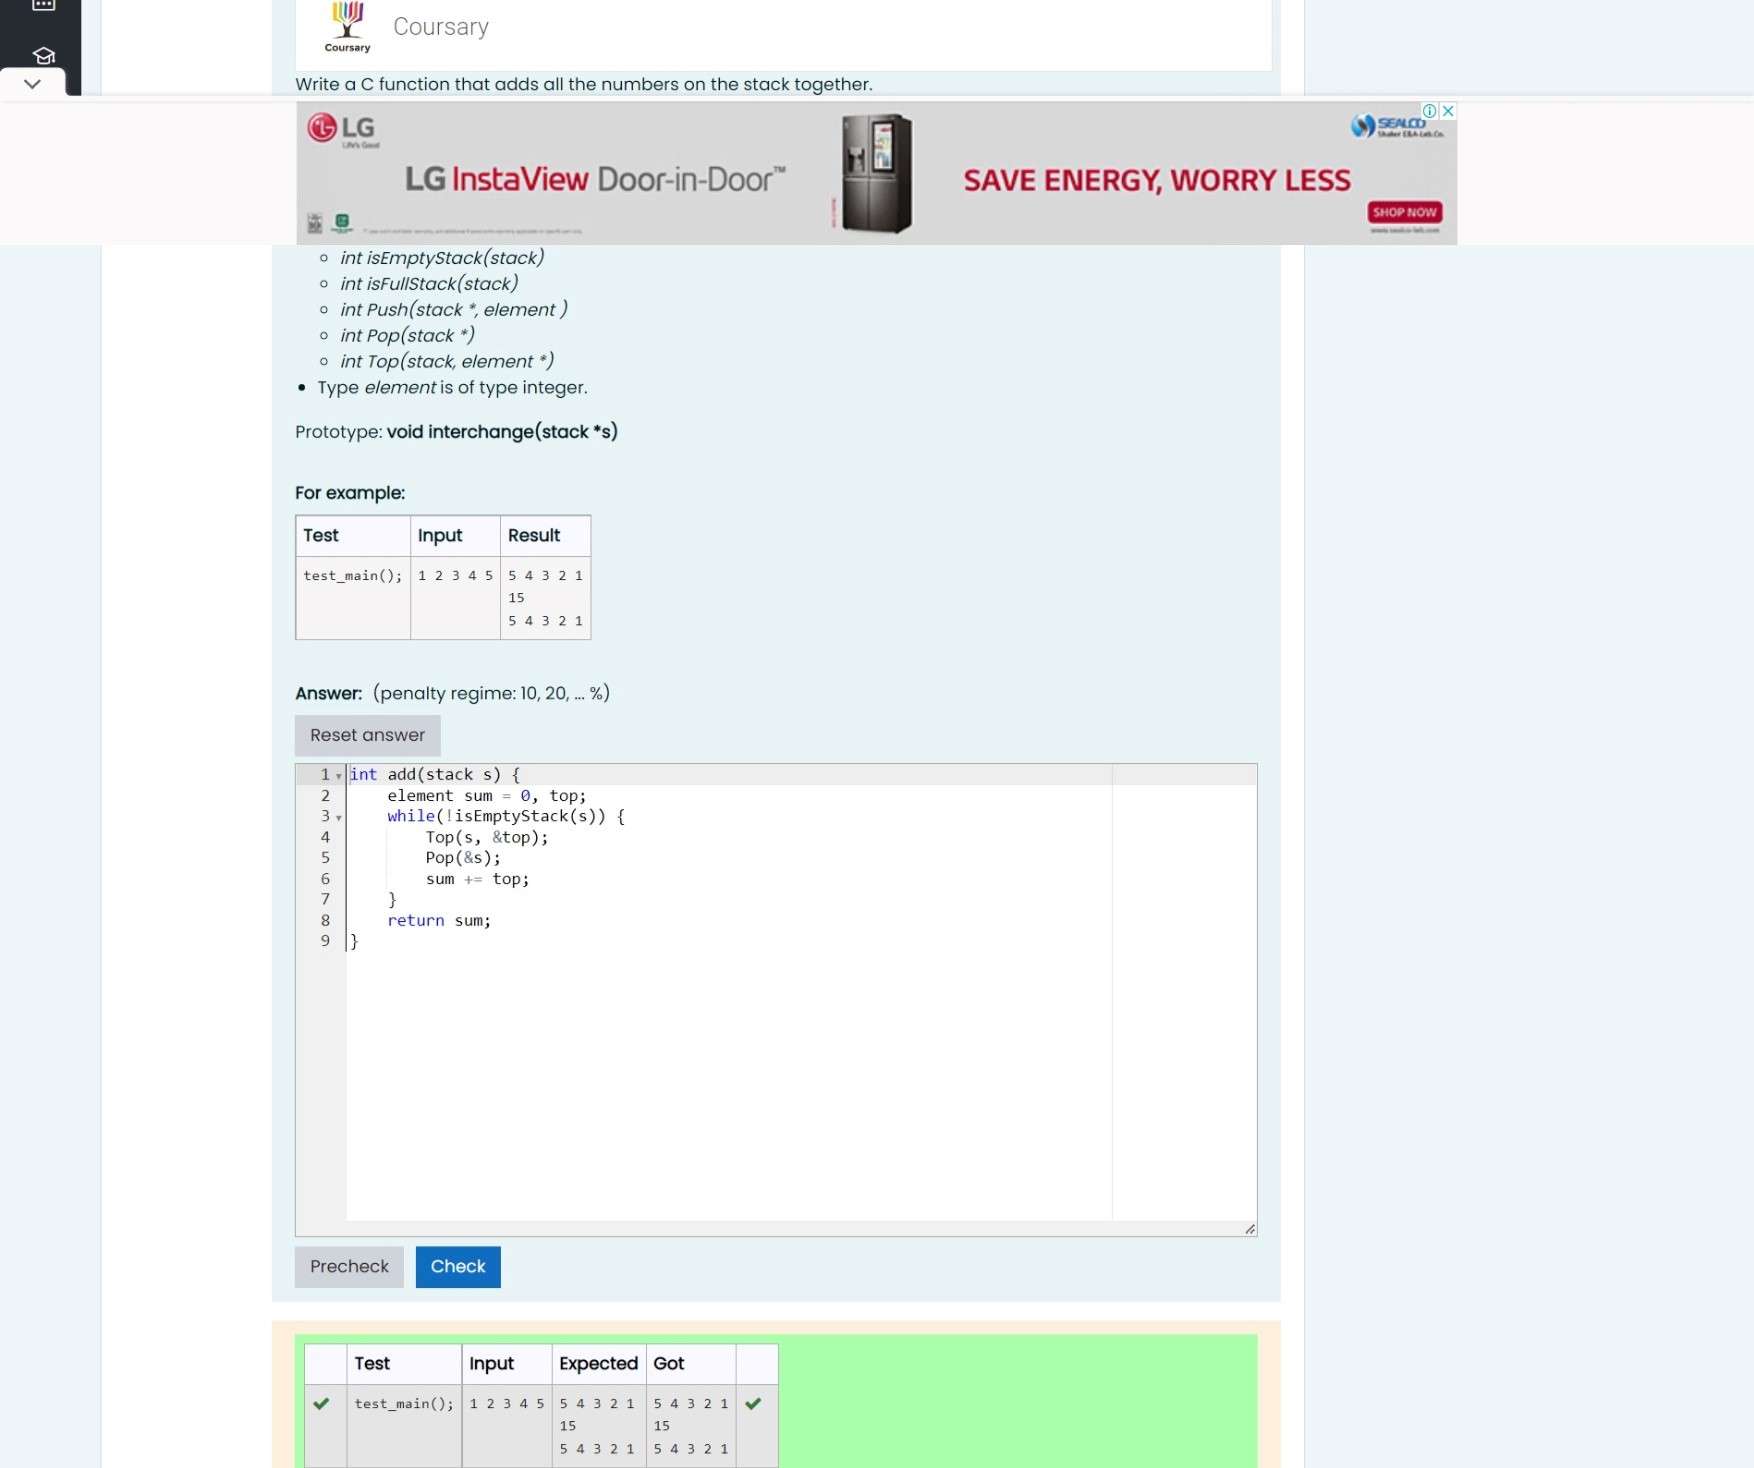 Coursary
Coursary
Write a C function that adds all the numbers on the stack together.
LG
Life's Good
LG InstaView Door-in-Door™
SAVE ENERGY, WORRY LESS
SEALCO
Shaker E&A-Lab.Co.
SHOP NOW
www.sealco-lab.com
int isEmptyStack(stack)
int isFullStack(stack)
int Push(stack *, element )
int Pop(stack *)
int Top(stack, element *)
Type element is of type integer.
Prototype: void interchange(stack *s)
For example:
Test Input Result
test_main(); 1 2 3 4 5 5 4 3 2 1
15
5 4 3 2 1
Answer: (penalty regime: 10, 20, ... %)
Reset answer
1 int add(stack s) {
2 element sum = 0, top;
3 while(!isEmptyStack(s)) {
4 Top(s, &top);
5 Pop(&s);
6 sum += top;
7 }
8 return sum;
9 }
Precheck Check
Test Input Expected Got
test_main(); 1 2 3 4 5 5 4 3 2 1 5 4 3 2 1
15 15
5 4 3 2 1 5 4 3 2 1